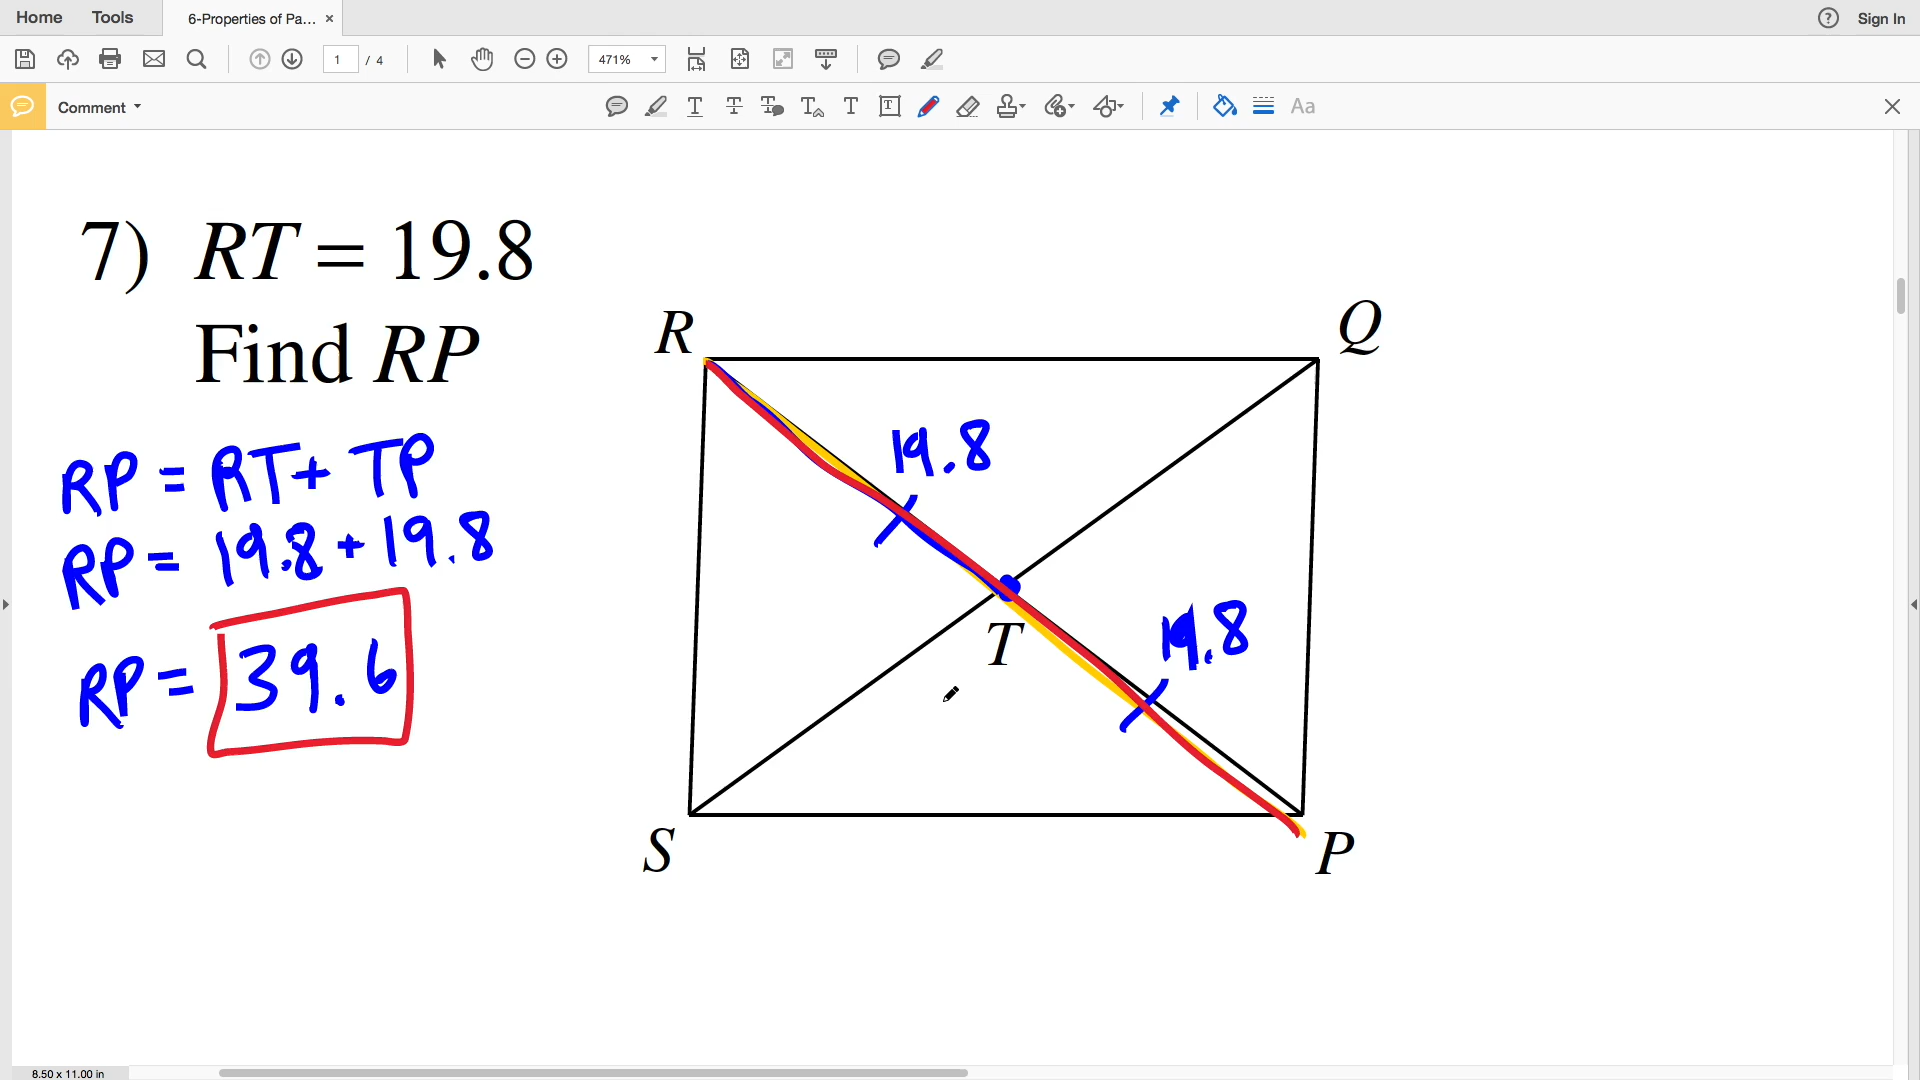 Home Tools 6-Properties of Pa... × ? Sign In
1 / 4 471%
Comment T T T T T T Aa
7) RT = 19.8
Find RP
RP = RT + TP
RP = 19.8 + 19.8
RP = 39.6
R
Q
19.8
T
19.8
S
P
8.50 x 11.00 in